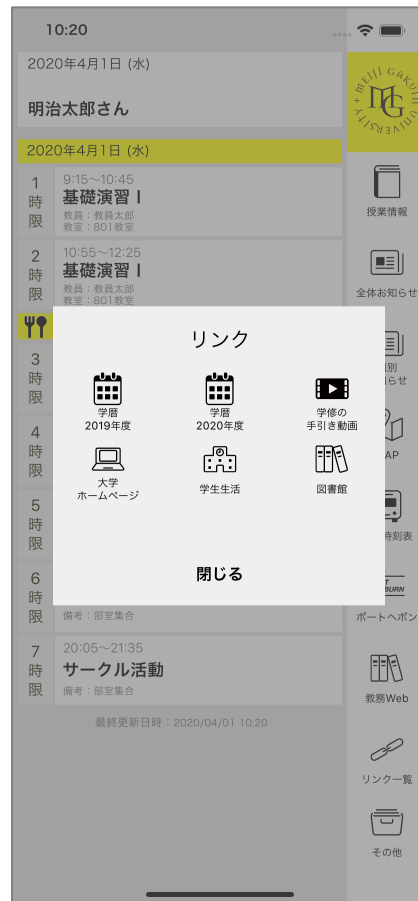 10:20
2020年4月1日 (水)
明治太郎さん
2020年4月1日 (水)
1
時
限
9:15〜10:45
基礎演習 I
教員：教員太郎
教室：801教室
2
時
限
10:55〜12:25
基礎演習 I
教員：教員太郎
教室：801教室
3
時
限
4
時
限
5
時
限
6
時
限
備考：部室集合
7
時
限
20:05〜21:35
サークル活動
備考：部室集合
最終更新日時：2020/04/01 10:20
リンク
学暦
2019年度
学暦
2020年度
学修の
手引き動画
大学
ホームページ
学生生活
図書館
閉じる
MEIJI GAKUIN UNIVERSITY
MG
授業情報
全体お知らせ
別
らせ
AP
時刻表
BURN
ポートヘボン
教務Web
リンク一覧
その他